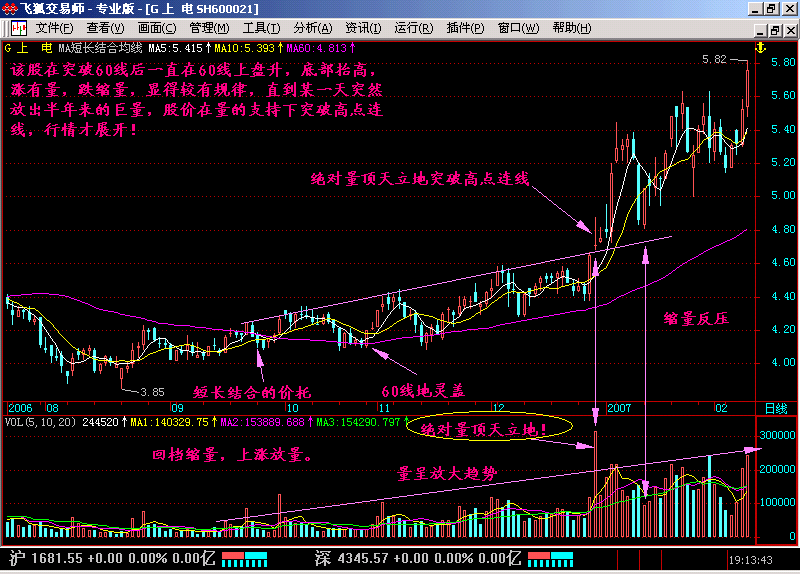 飞狐交易师 - 专业版 - [G 上  电 SH600021]
文件(F) 查看(V) 画面(C) 管理(M) 工具(T) 分析(A) 资讯(I) 运行(R) 插件(P) 窗口(W) 帮助(H)
G 上  电 MA短长结合均线 MA5:5.415↑MA10:5.393↑MA60:4.813↑
该股在突破60线后一直在60线上盘升，底部抬高，
涨有量，跌缩量，显得较有规律，直到某一天突然
放出半年来的巨量，股价在量的支持下突破高点连
线，行情才展开！
5.82
5.80
5.60
5.40
5.20
5.00
4.80
4.60
4.40
4.20
4.00
绝对量顶天立地突破高点连线
缩量反压
3.85
短长结合的价托
60线地灵盖
2006 08 09 10 11 12 2007 02 日线
VOL(5,10,20) 244520↑MA1:140329.75↑MA2:153889.688↑MA3:154290.797↑
绝对量顶天立地！
回档缩量，上涨放量。
量呈放大趋势
300000
200000
100000
0
沪 1681.55 +0.00 0.00% 0.00亿 深 4345.57 +0.00 0.00% 0.00亿 19:13:43